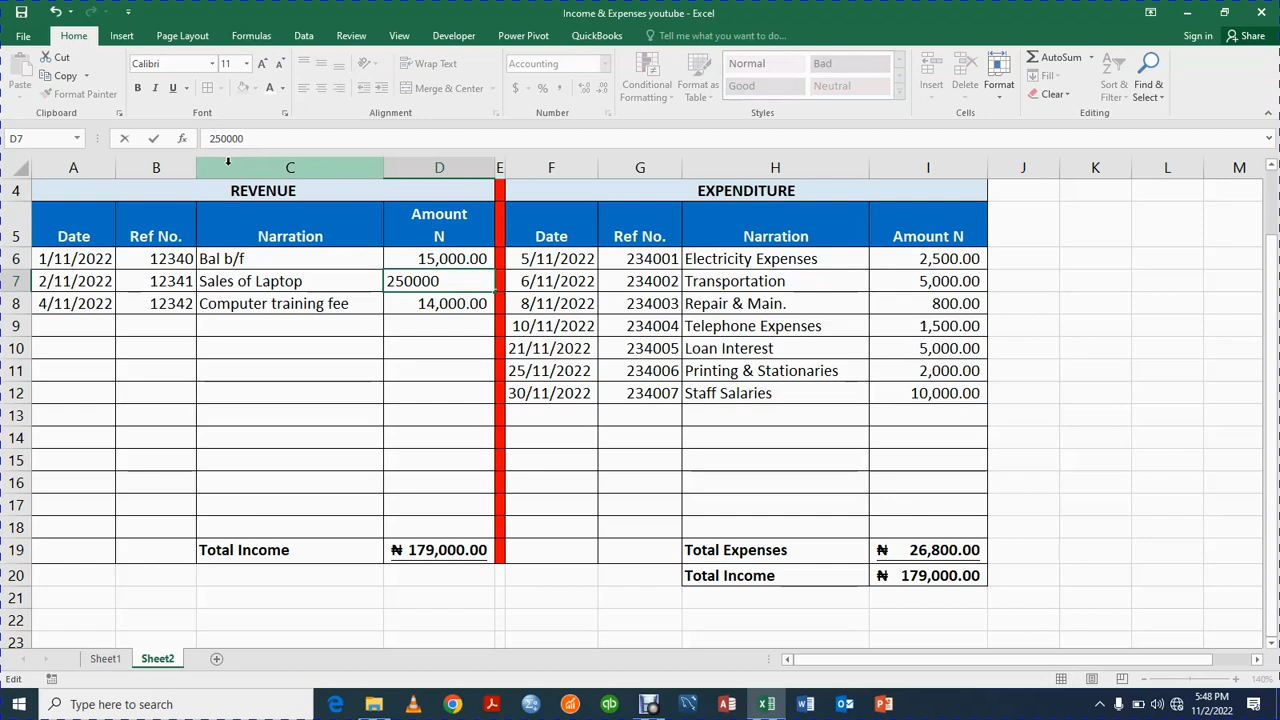 Income & Expenses youtube - Excel
File Home Insert Page Layout Formulas Data Review View Developer Power Pivot QuickBooks Tell me what you want to do... Sign in Share
Cut
Copy
Format Painter
Paste
Clipboard
Calibri 11
B I U
Font
Wrap Text
Merge & Center
Alignment
Accounting
$ % ,
Number
Conditional Formatting
Format as Table
Normal Bad
Good Neutral
Styles
Insert Delete Format
Cells
AutoSum
Fill
Clear
Sort & Filter
Find & Select
Editing
D7 fx 250000
A B C D E F G H I J K L M
4 REVENUE EXPENDITURE
Amount
5 Date Ref No. Narration N Date Ref No. Narration Amount N
6 1/11/2022 12340 Bal b/f 15,000.00 5/11/2022 234001 Electricity Expenses 2,500.00
7 2/11/2022 12341 Sales of Laptop 250000 6/11/2022 234002 Transportation 5,000.00
8 4/11/2022 12342 Computer training fee 14,000.00 8/11/2022 234003 Repair & Main. 800.00
9 10/11/2022 234004 Telephone Expenses 1,500.00
10 21/11/2022 234005 Loan Interest 5,000.00
11 25/11/2022 234006 Printing & Stationaries 2,000.00
12 30/11/2022 234007 Staff Salaries 10,000.00
13
14
15
16
17
18
19 Total Income ₦ 179,000.00 Total Expenses ₦ 26,800.00
20 Total Income ₦ 179,000.00
21
22
23
Sheet1 Sheet2
Edit 140%
Type here to search
5:48 PM
11/2/2022